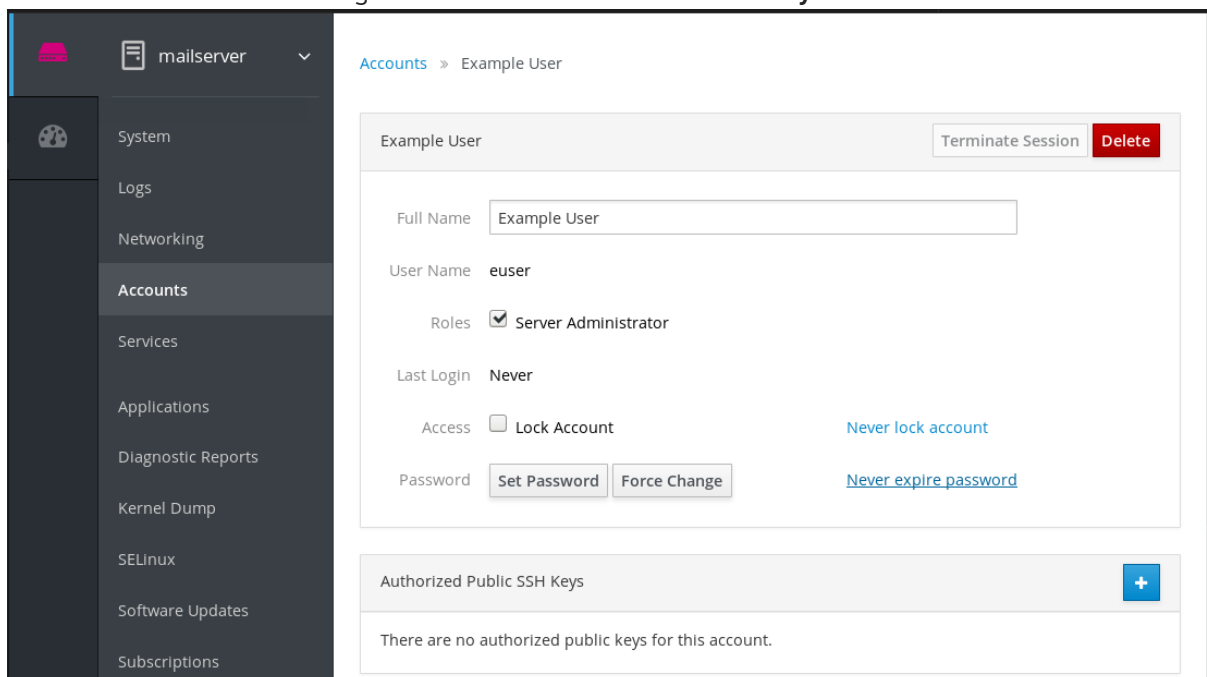 mailserver
System
Logs
Networking
Accounts
Services
Applications
Diagnostic Reports
Kernel Dump
SELinux
Software Updates
Subscriptions
Accounts » Example User
Example User Terminate Session Delete
Full Name Example User
User Name euser
Roles Server Administrator
Last Login Never
Access Lock Account Never lock account
Password Set Password Force Change Never expire password
Authorized Public SSH Keys +
There are no authorized public keys for this account.